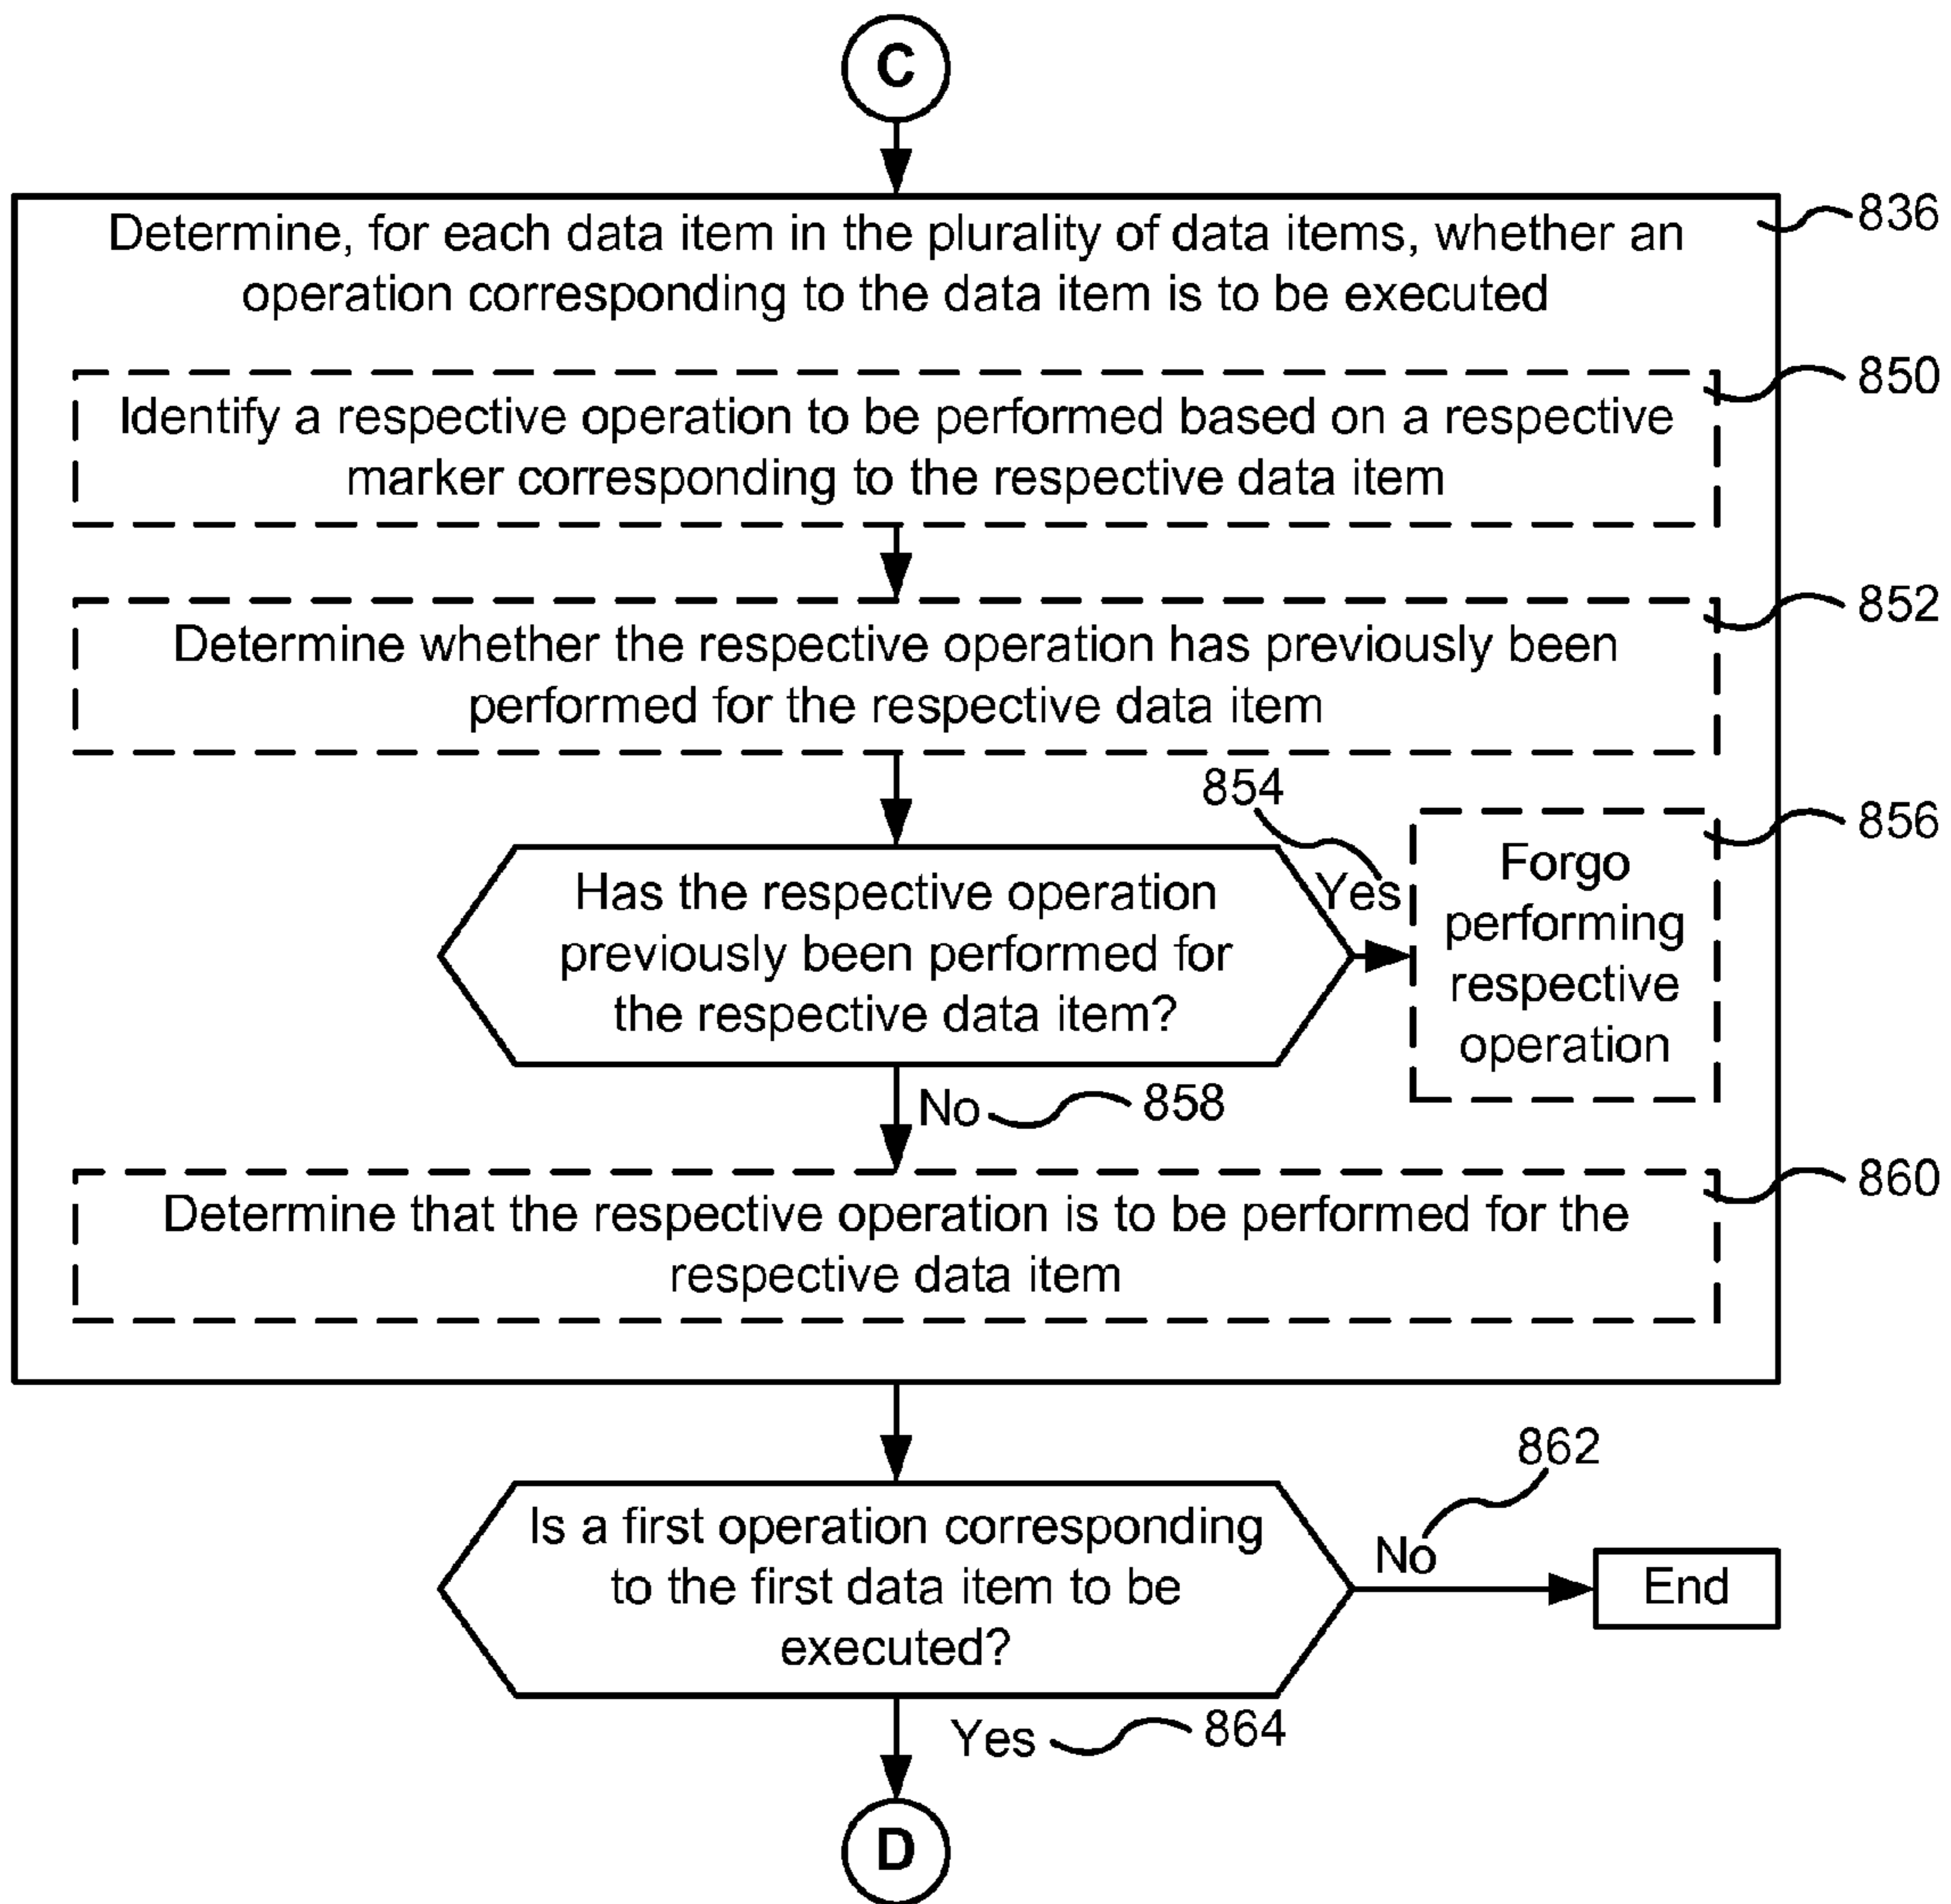 C
Determine, for each data item in the plurality of data items, whether an
operation corresponding to the data item is to be executed
836
Identify a respective operation to be performed based on a respective
marker corresponding to the respective data item
850
Determine whether the respective operation has previously been
performed for the respective data item
852
Has the respective operation
previously been performed for
the respective data item?
854
Yes
Forgo
performing
respective
operation
856
No
858
Determine that the respective operation is to be performed for the
respective data item
860
Is a first operation corresponding
to the first data item to be
executed?
862
No
End
Yes
864
D